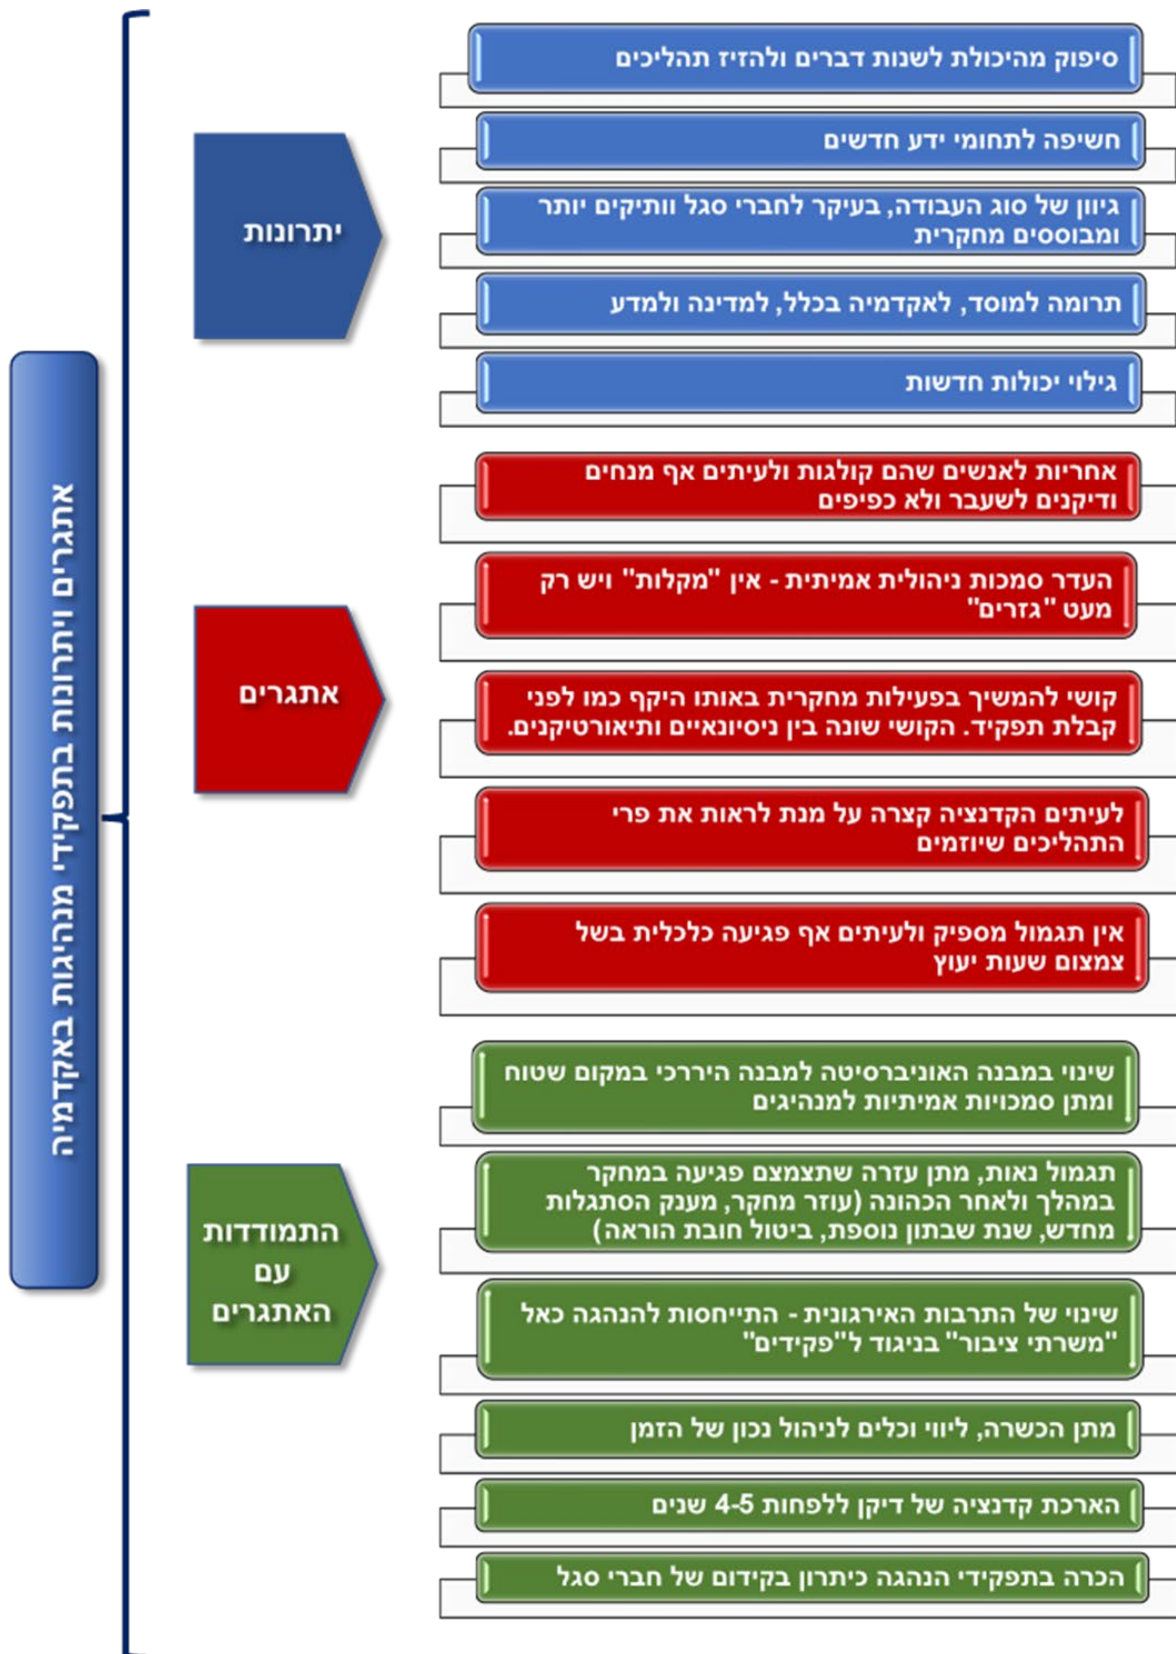 אתגרים ויתרונות בתפקידי מנהיגות באקדמיה
יתרונות
סיפוק מהיכולת לשנות דברים ולהזיז תהליכים
חשיפה לתחומי ידע חדשים
גיוון של סוג העבודה, בעיקר לחברי סגל וותיקים יותר
ומבוססים מחקרית
תרומה למוסד, לאקדמיה בכלל, למדינה ולמדע
גילוי יכולות חדשות
אתגרים
אחריות לאנשים שהם קולגות ולעיתים אף מנחים
ודיקנים לשעבר ולא כפיפים
העדר סמכות ניהולית אמיתית - אין "מקלות" ויש רק
מעט "גזרים"
קושי להמשיך בפעילות מחקרית באותו היקף כמו לפני
קבלת תפקיד. הקושי שונה בין ניסיונאיים ותיאורטיקנים.
לעיתים הקדנציה קצרה על מנת לראות את פרי
התהליכים שיוזמים
אין תגמול מספיק ולעיתים אף פגיעה כלכלית בשל
צמצום שעות יעוץ
התמודדות
עם
האתגרים
שינוי במבנה האוניברסיטה למבנה היררכי במקום שטוח
ומתן סמכויות אמיתיות למנהיגים
תגמול נאות, מתן עזרה שתצמצם פגיעה במחקר
במהלך ולאחר הכהונה (עוזר מחקר, מענק הסתגלות
מחדש, שנת שבתון נוספת, ביטול חובת הוראה)
שינוי של התרבות האירגונית - התייחסות להנהגה כאל
"משרתי ציבור" בניגוד ל"פקידים"
מתן הכשרה, ליווי וכלים לניהול נכון של הזמן
הארכת קדנציה של דיקן ללפחות 4-5 שנים
הכרה בתפקידי הנהגה כיתרון בקידום של חברי סגל